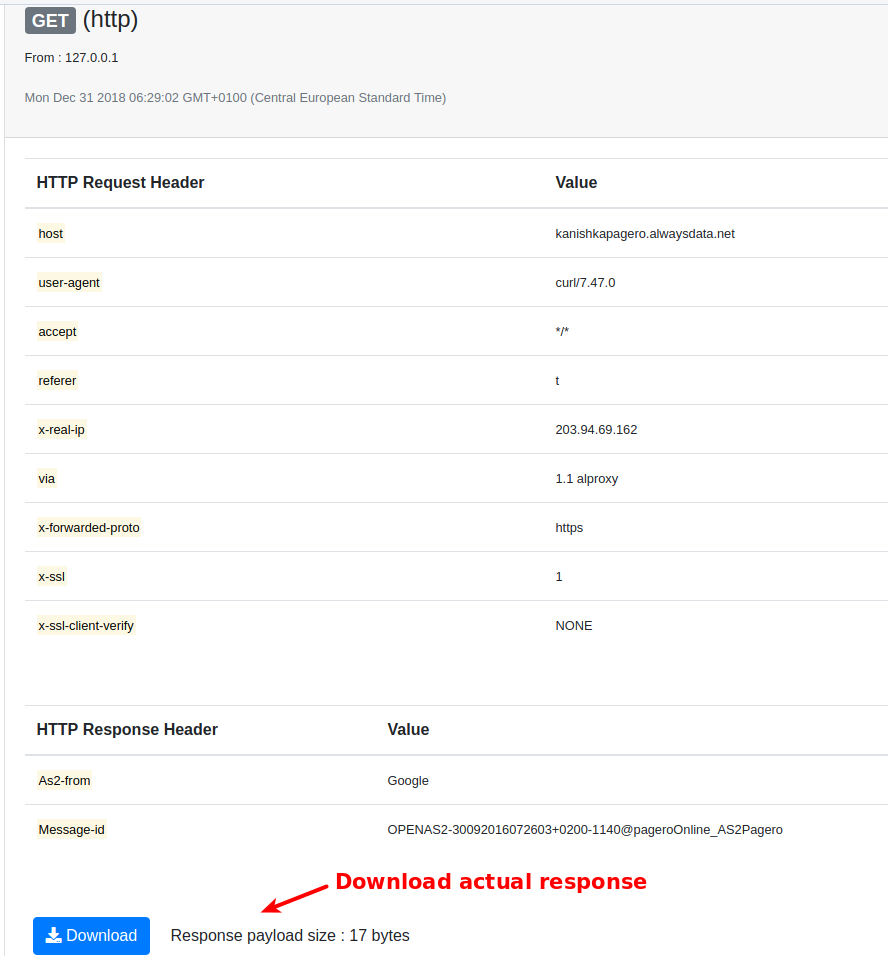 GET (http)
From : 127.0.0.1
Mon Dec 31 2018 06:29:02 GMT+0100 (Central European Standard Time)
HTTP Request Header Value
host kanishkapagero.alwaysdata.net
user-agent curl/7.47.0
accept */*
referer t
x-real-ip 203.94.69.162
via 1.1 alproxy
x-forwarded-proto https
x-ssl 1
x-ssl-client-verify NONE
HTTP Response Header Value
As2-from Google
Message-id OPENAS2-30092016072603+0200-1140@pageroOnline_AS2Pagero
Download actual response
Download Response payload size : 17 bytes